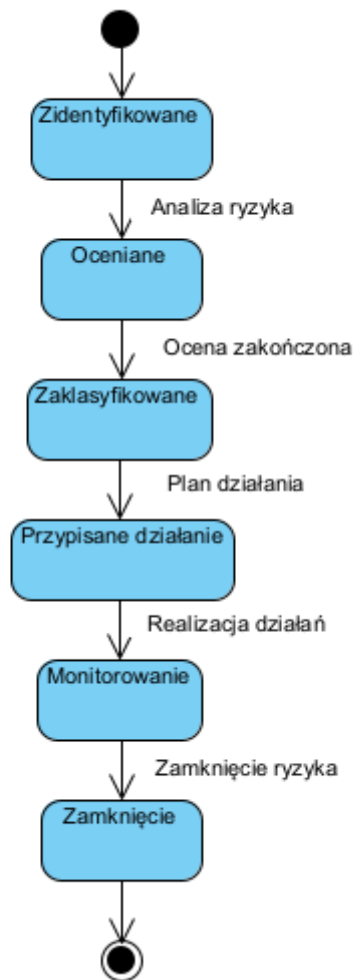 Zidentyfikowane
Analiza ryzyka
Oceniane
Ocena zakończona
Zaklasyfikowane
Plan działania
Przypisane działanie
Realizacja działań
Monitorowanie
Zamknięcie ryzyka
Zamknięcie